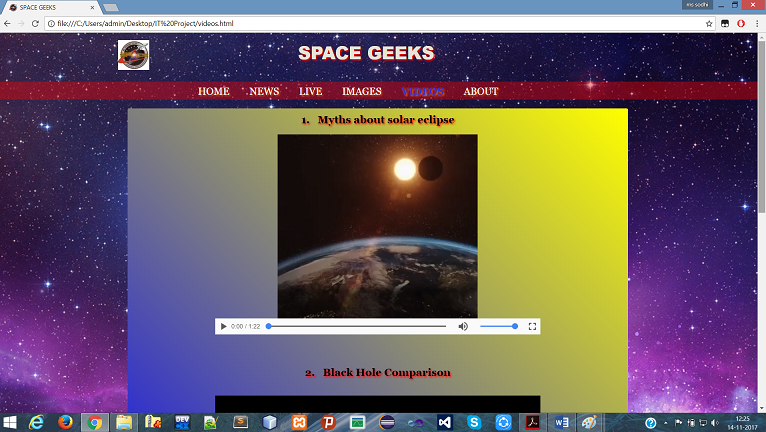 ms sodhi
SPACE GEEKS
file:///C:/Users/admin/Desktop/IT%20Project/videos.html
SPACE GEEKS
HOME NEWS LIVE IMAGES VIDEOS ABOUT
1. Myths about solar eclipse
0:00 / 1:22
2. Black Hole Comparison
12:25
14-11-2017